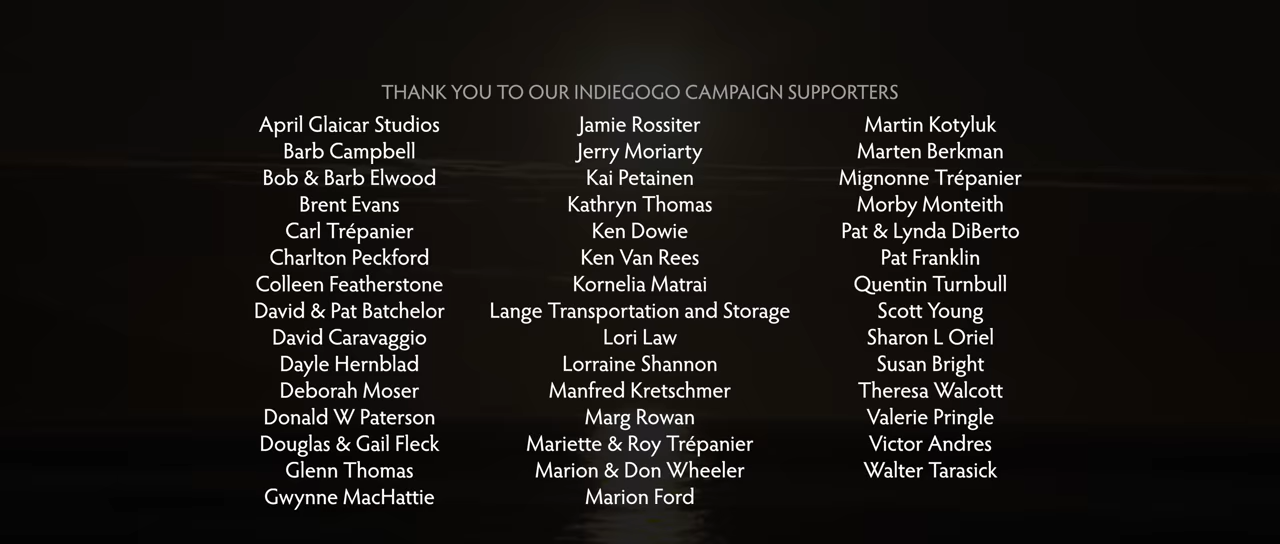 THANK YOU TO OUR INDIEGOGO CAMPAIGN SUPPORTERS
April Glaicar Studios
Barb Campbell
Bob & Barb Elwood
Brent Evans
Carl Trépanier
Charlton Peckford
Colleen Featherstone
David & Pat Batchelor
David Caravaggio
Dayle Hernblad
Deborah Moser
Donald W Paterson
Douglas & Gail Fleck
Glenn Thomas
Gwynne MacHattie
Jamie Rossiter
Jerry Moriarty
Kai Petainen
Kathryn Thomas
Ken Dowie
Ken Van Rees
Kornelia Matrai
Lange Transportation and Storage
Lori Law
Lorraine Shannon
Manfred Kretschmer
Marg Rowan
Mariette & Roy Trépanier
Marion & Don Wheeler
Marion Ford
Martin Kotyluk
Marten Berkman
Mignonne Trépanier
Morby Monteith
Pat & Lynda DiBerto
Pat Franklin
Quentin Turnbull
Scott Young
Sharon L Oriel
Susan Bright
Theresa Walcott
Valerie Pringle
Victor Andres
Walter Tarasick